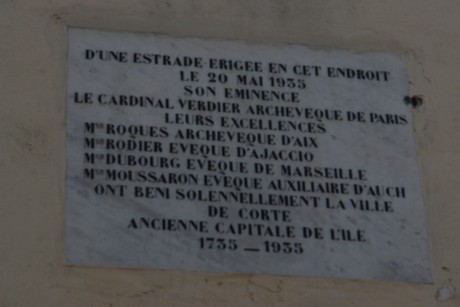 D'UNE ESTRADE ERIGEE EN CET ENDROIT
LE 20 MAI 1935
SON EMINENCE
LE CARDINAL VERDIER ARCHEVEQUE DE PARIS
LEURS EXCELLENCES
MGR ROQUES ARCHEVEQUE D'AIX
MGR RODIER EVEQUE D'AJACCIO
MGR DUBOURG EVEQUE DE MARSEILLE
MGR MOUSSARON EVEQUE AUXILIAIRE D'AUCH
ONT BENI SOLENNELLEMENT LA VILLE
DE CORTE
ANCIENNE CAPITALE DE L'ILE
1735 — 1935